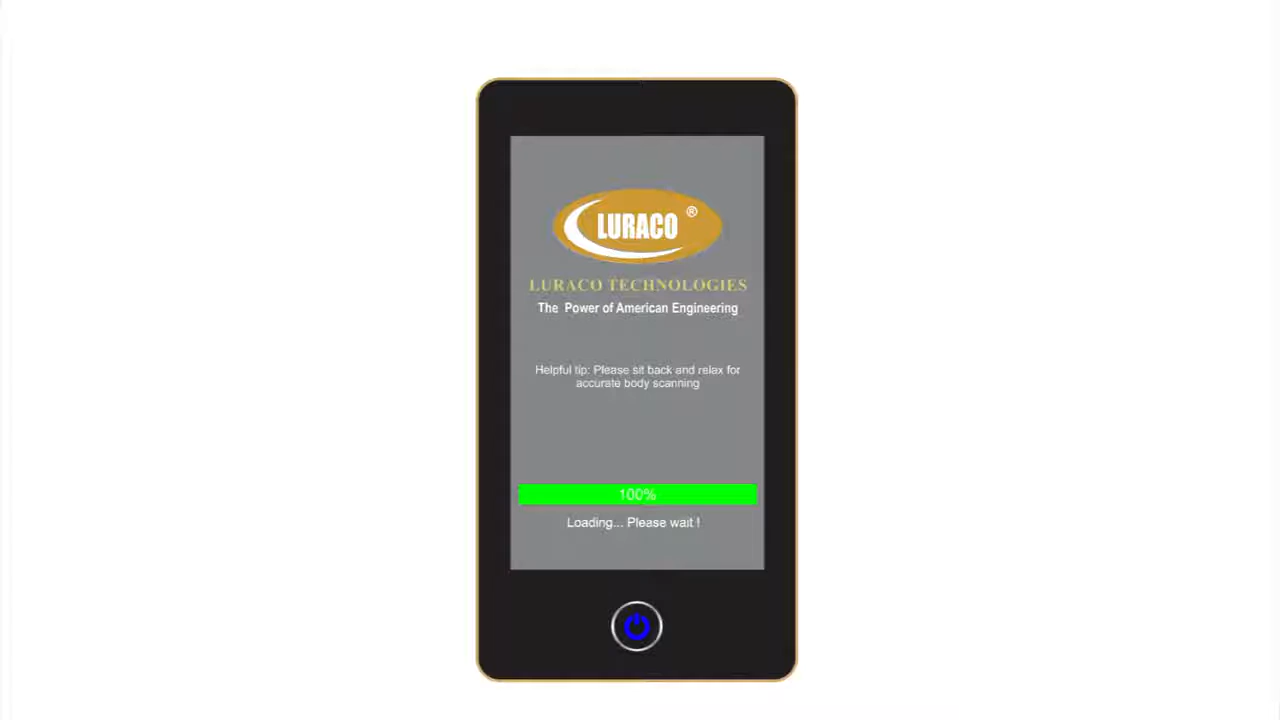 LURACO ®
LURACO TECHNOLOGIES
The Power of American Engineering
Helpful tip: Please sit back and relax for
accurate body scanning
100%
Loading... Please wait !